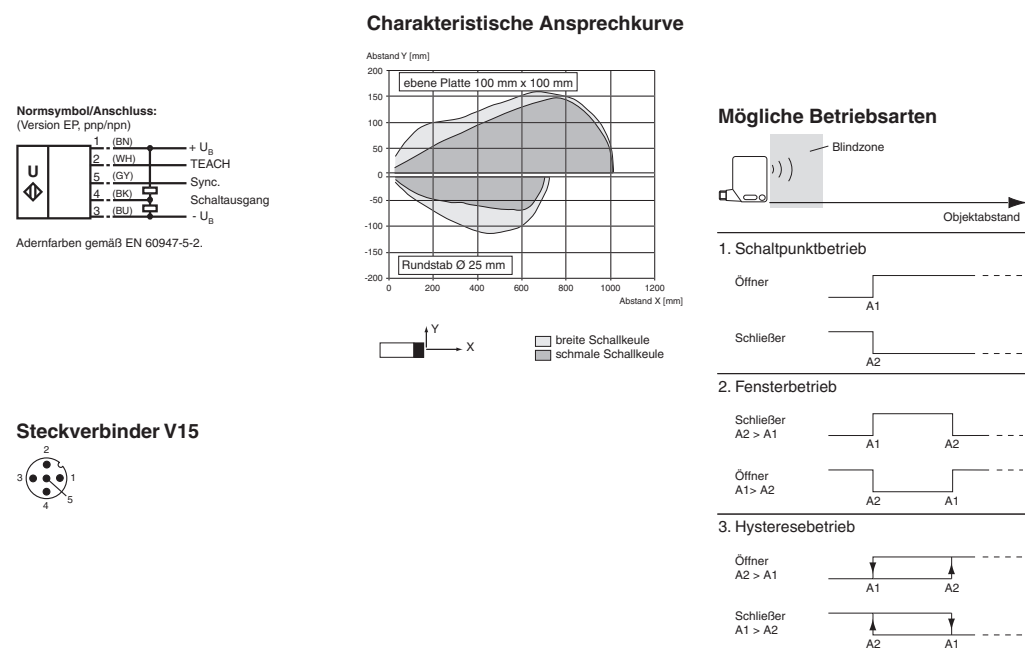 Charakteristische Ansprechkurve
Abstand Y [mm]
200
150
100
50
0
-50
-100
-150
-200
ebene Platte 100 mm x 100 mm
Rundstab Ø 25 mm
0 200 400 600 800 1000 1200
Abstand X [mm]
Y
X
breite Schallkeule
schmale Schallkeule
Normsymbol/Anschluss:
(Version EP, pnp/npn)
U
1 (BN) + UB
2 (WH) TEACH
5 (GY) Sync.
4 (BK) Schaltausgang
3 (BU) - UB
Adernfarben gemäß EN 60947-5-2.
Steckverbinder V15
2
3
1
4
5
Mögliche Betriebsarten
Blindzone
Objektabstand
1. Schaltpunktbetrieb
Öffner
A1
Schließer
A2
2. Fensterbetrieb
Schließer
A2 > A1
A1 A2
Öffner
A1> A2
A2 A1
3. Hysteresebetrieb
Öffner
A2 > A1
A1 A2
Schließer
A1 > A2
A2 A1